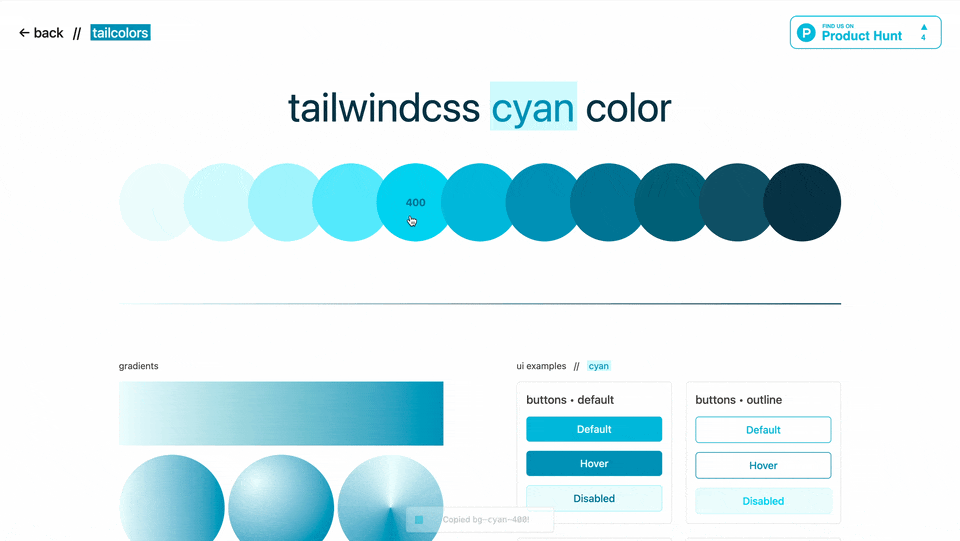 ← back // tailcolors
FIND US ON
Product Hunt
▲
4
tailwindcss cyan color
400
gradients
ui examples // cyan
buttons • default
buttons • outline
Default
Default
Hover
Hover
Disabled
Disabled
Copied bg-cyan-400!